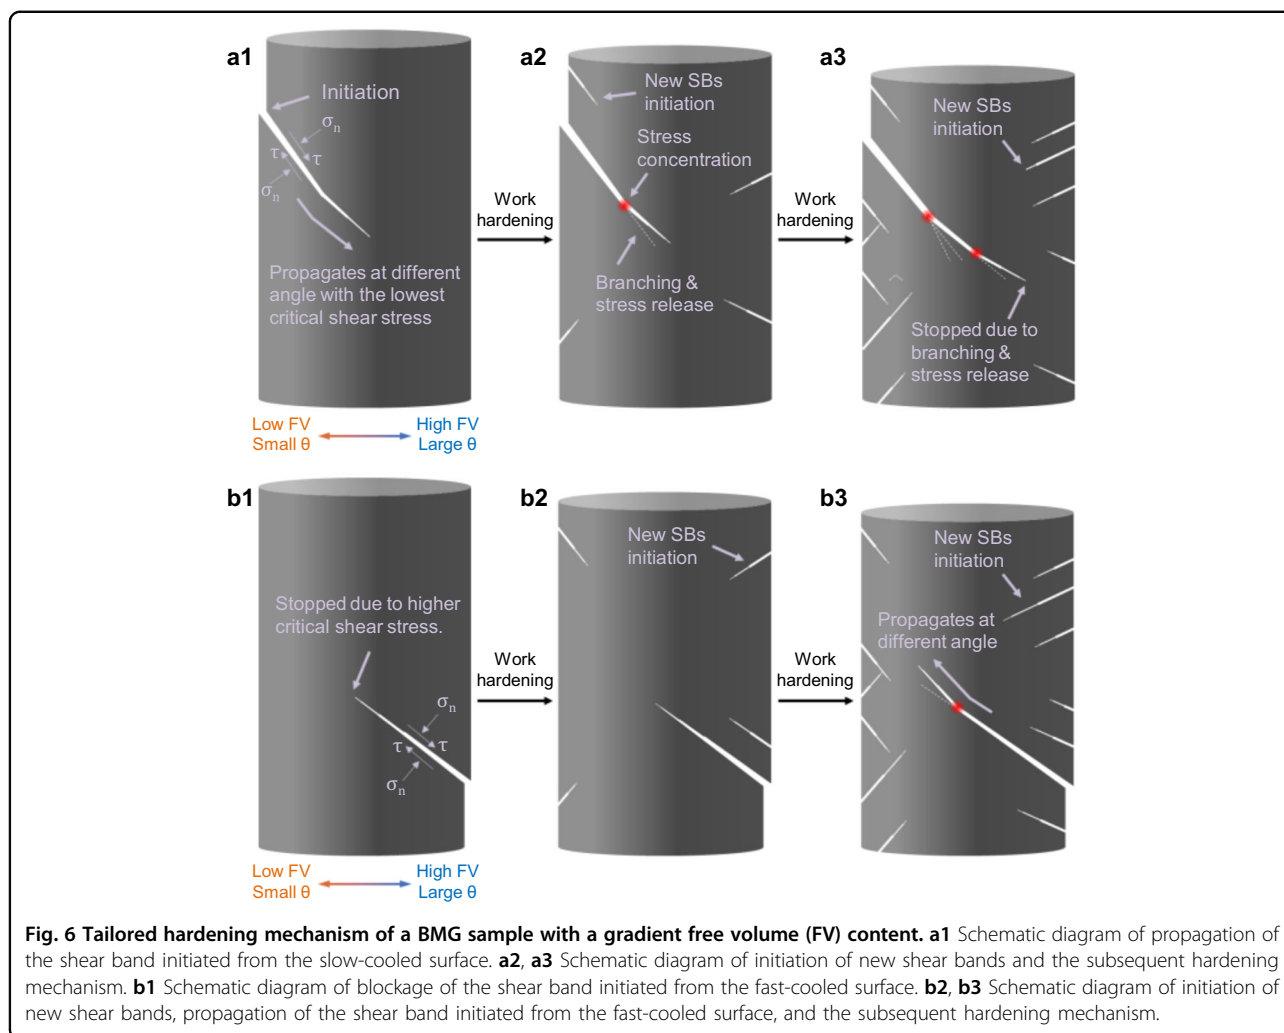 a1
Initiation
σn
τ
τ
σn
Propagates at different
angle with the lowest
critical shear stress
Low FV
Small θ
High FV
Large θ
Work
hardening
a2
New SBs
initiation
Stress
concentration
Branching &
stress release
Work
hardening
a3
New SBs
initiation
Stopped due to
branching &
stress release
b1
Stopped due to higher
critical shear stress.
σn
τ
τ
σn
Low FV
Small θ
High FV
Large θ
Work
hardening
b2
New SBs
initiation
Work
hardening
b3
New SBs
initiation
Propagates at
different angle
Fig. 6 Tailored hardening mechanism of a BMG sample with a gradient free volume (FV) content. a1 Schematic diagram of propagation of
the shear band initiated from the slow-cooled surface. a2, a3 Schematic diagram of initiation of new shear bands and the subsequent hardening
mechanism. b1 Schematic diagram of blockage of the shear band initiated from the fast-cooled surface. b2, b3 Schematic diagram of initiation of
new shear bands, propagation of the shear band initiated from the fast-cooled surface, and the subsequent hardening mechanism.